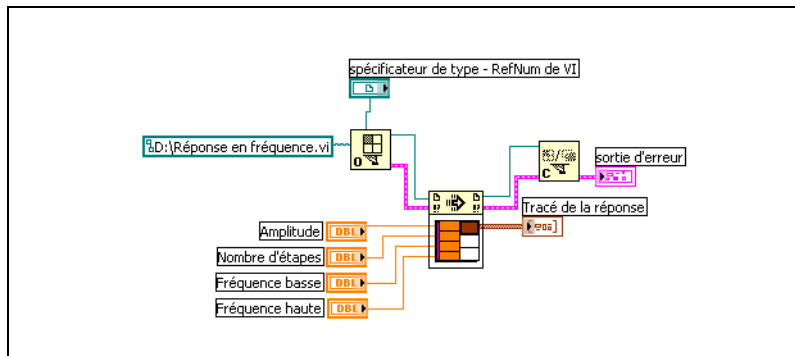 spécificateur de type - RefNum de VI
D:\Réponse en fréquence.vi
O
C
sortie d'erreur
Tracé de la réponse
Amplitude
DBL
Nombre d'étapes
DBL
Fréquence basse
DBL
Fréquence haute
DBL